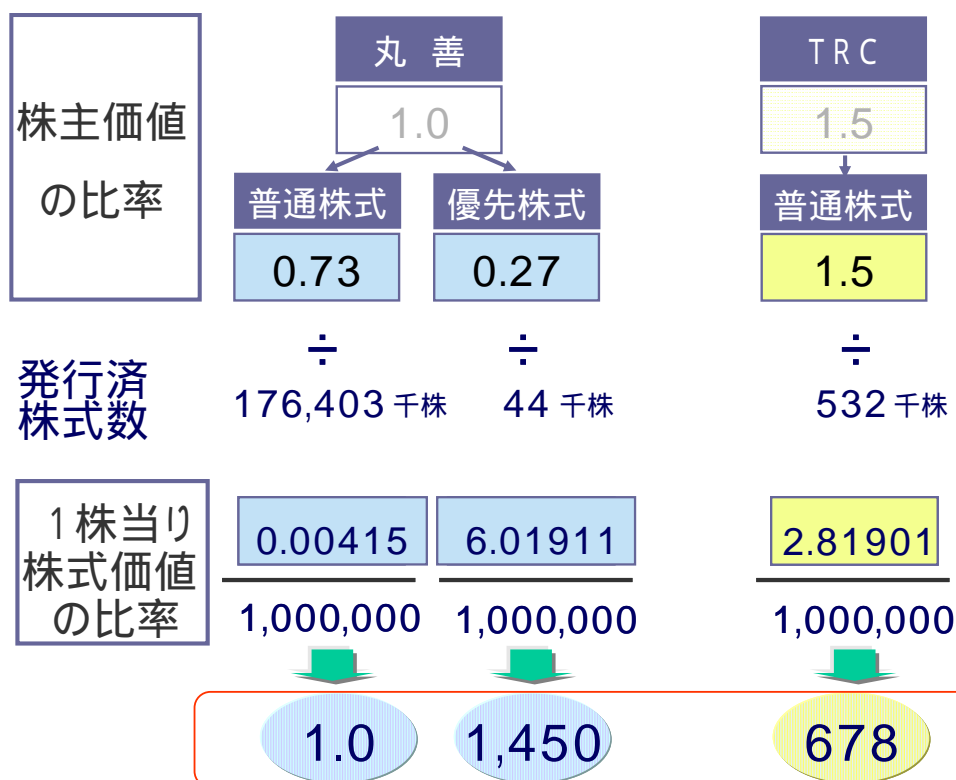 丸 善
TRC
株主価値
の比率
1.0
1.5
普通株式
優先株式
普通株式
0.73
0.27
1.5
÷
÷
÷
発行済
株式数
176,403 千株
44 千株
532 千株
1株当り
株式価値
の比率
0.00415
6.01911
2.81901
1,000,000
1,000,000
1,000,000
1.0
1,450
678